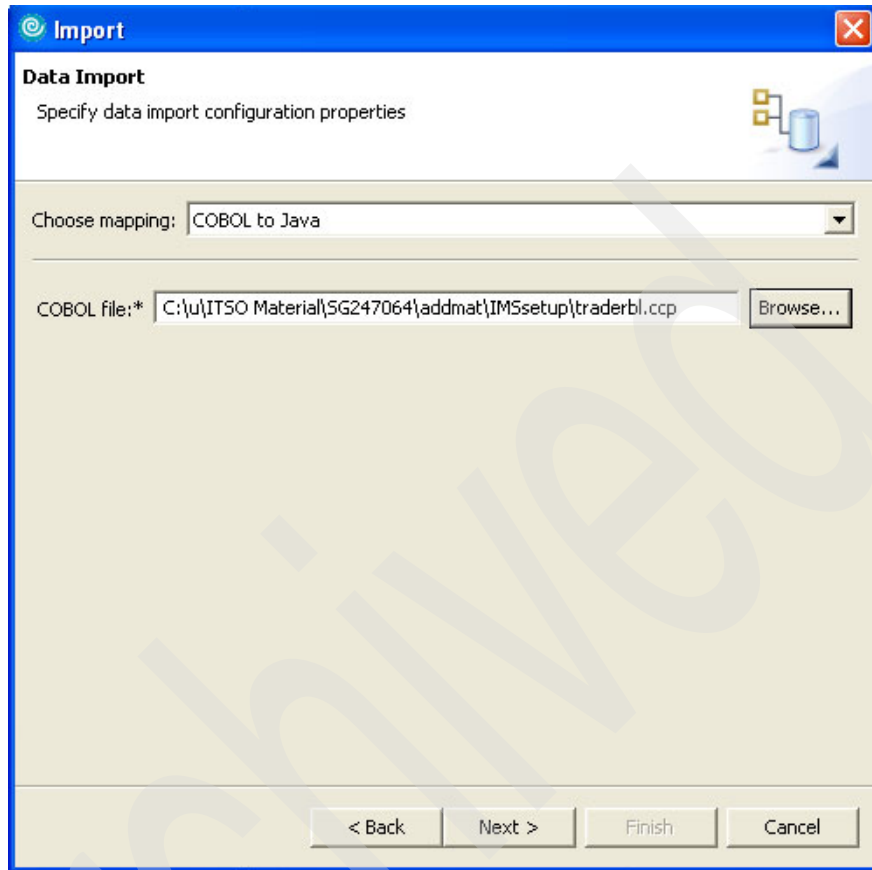 Import
Data Import
Specify data import configuration properties
Choose mapping: COBOL to Java
COBOL file:* C:\u\ITSO Material\SG247064\addmat\IMSsetup\traderbl.ccp Browse...
< Back Next > Finish Cancel
chived